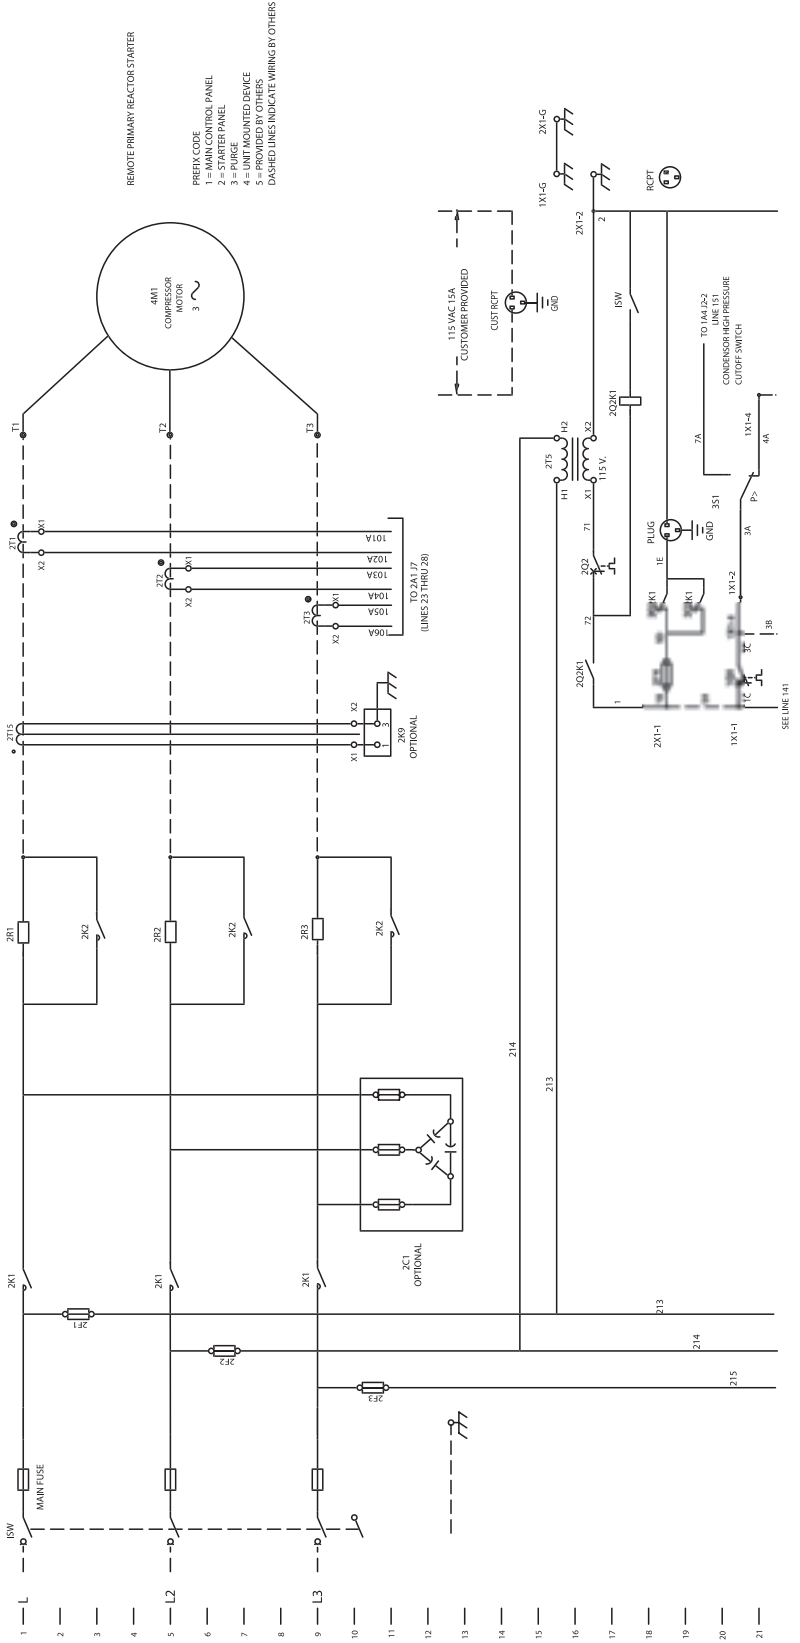 REMOTE PRIMARY REACTOR STARTER
PREFIX CODE
1 = MAIN CONTROL PANEL
2 = STARTER PANEL
3 = PURGE
4 = UNIT MOUNTED DEVICE
5 = PROVIDED BY OTHERS
DASHED LINES INDICATE WIRING BY OTHERS
4M1
COMPRESSOR
MOTOR
3
T1
T2
T3
2T1
X1
X2
101A
102A
2T2
X1
X2
103A
104A
2T3
X1
X2
105A
106A
TO 2A1 J7
(LINES 23 THRU 28)
2T15
X2
X1
3
1
2K9
OPTIONAL
2R1
2K2
2R2
2K2
2R3
2K2
2C1
OPTIONAL
2K1
2K1
2K1
2F1
2F2
2F3
213
214
215
214
213
MAIN FUSE
ISW
L
L2
L3
1
2
3
4
5
6
7
8
9
10
11
12
13
14
15
16
17
18
19
20
21
115 VAC 15A
CUSTOMER PROVIDED
CUST RCPT
GND
2X1-G
1X1-G
2X1-2
2
RCPT
ISW
2Q2K1
H2
H1
2T5
X2
X1
115 V.
71
2Q2
72
2Q2K1
1
2X1-1
PLUG
GND
1E
TO 1A4 J2-2
LINE 151
CONDENSOR HIGH PRESSURE
CUTOFF SWITCH
7A
1X1-4
4A
3S1
P>
3A
1X1-2
3B
3C
1C
1X1-1
SEE LINE 141